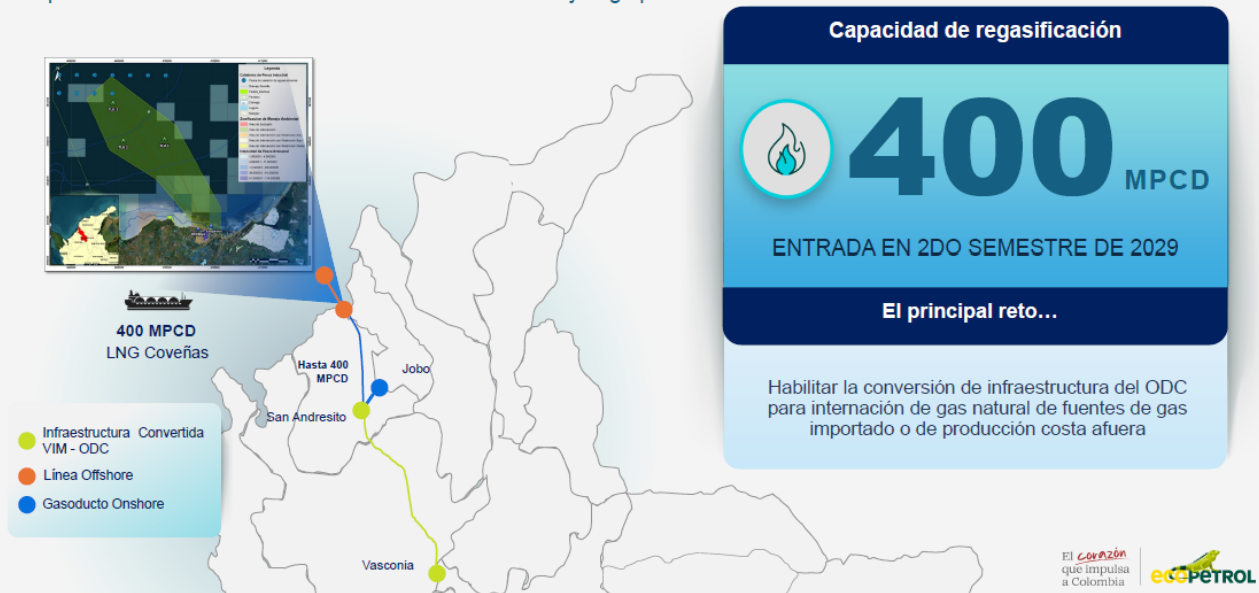 Capacidad de regasificación
400
MPCD
ENTRADA EN 2DO SEMESTRE DE 2029
El principal reto…
Habilitar la conversión de infraestructura del ODC
para internación de gas natural de fuentes de gas
importado o de producción costa afuera
400 MPCD
LNG Coveñas
Hasta 400
MPCD
Jobo
San Andresito
Vasconia
Infraestructura Convertida
VIM - ODC
Línea Offshore
Gasoducto Onshore
El corazón
que impulsa
a Colombia
ecoPETROL